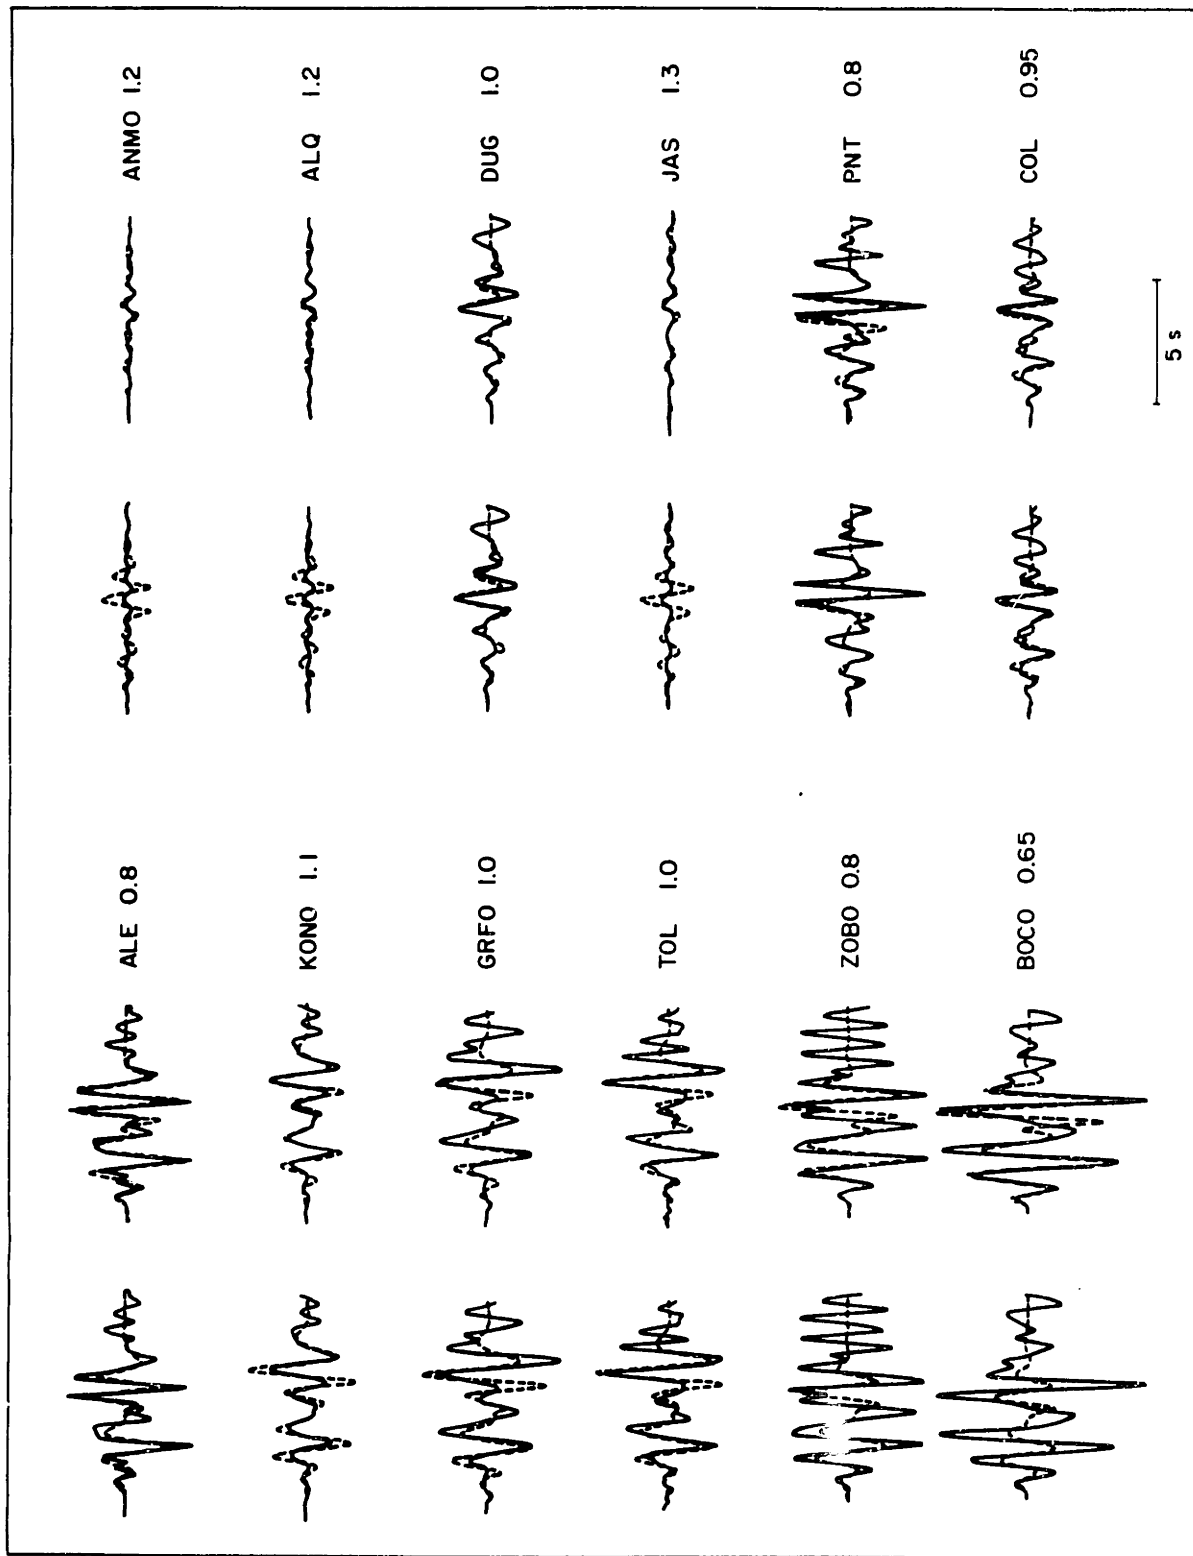 ALE 0.8
KONO 1.1
GRFO 1.0
TOL 1.0
ZOBO 0.8
BOCO 0.65
ANMO 1.2
ALQ 1.2
DUG 1.0
JAS 1.3
PNT 0.8
COL 0.95
5 s